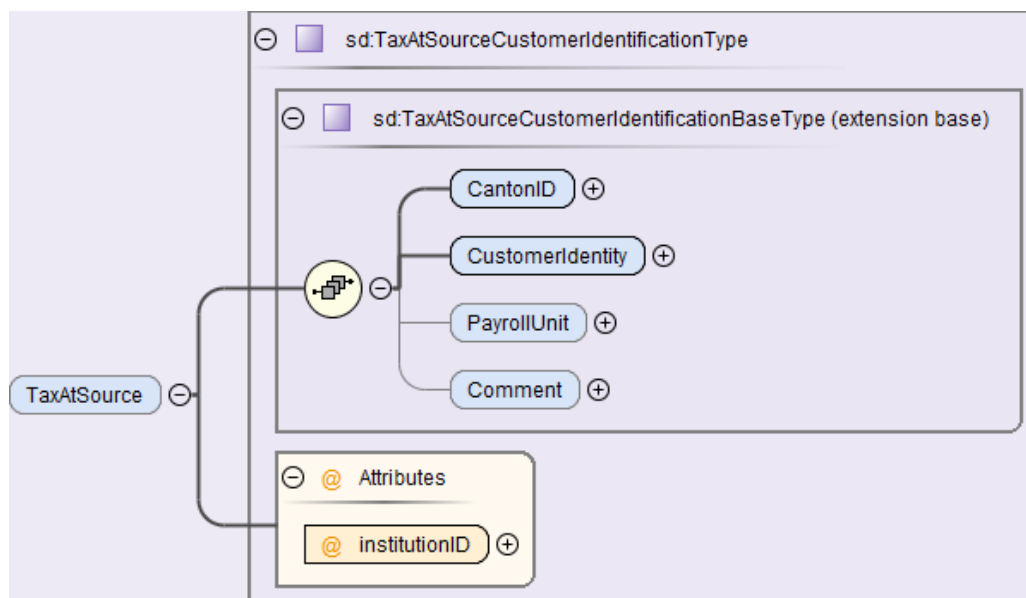 sd:TaxAtSourceCustomerIdentificationType
sd:TaxAtSourceCustomerIdentificationBaseType (extension base)
CantonID
CustomerIdentity
PayrollUnit
Comment
TaxAtSource
@ Attributes
@ institutionID